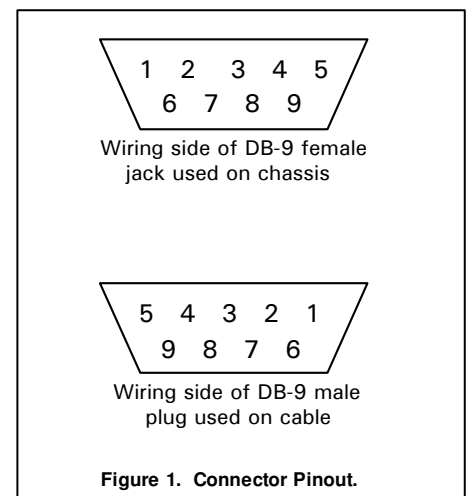 1 2 3 4 5
6 7 8 9
Wiring side of DB-9 female
jack used on chassis
5 4 3 2 1
9 8 7 6
Wiring side of DB-9 male
plug used on cable
Figure 1. Connector Pinout.